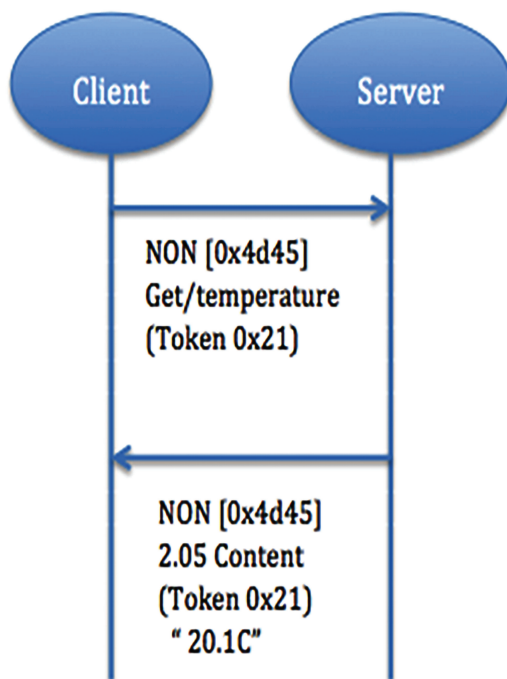 Client
Server
NON [0x4d45]
Get/temperature
(Token 0x21)
NON [0x4d45]
2.05 Content
(Token 0x21)
“ 20.1C”